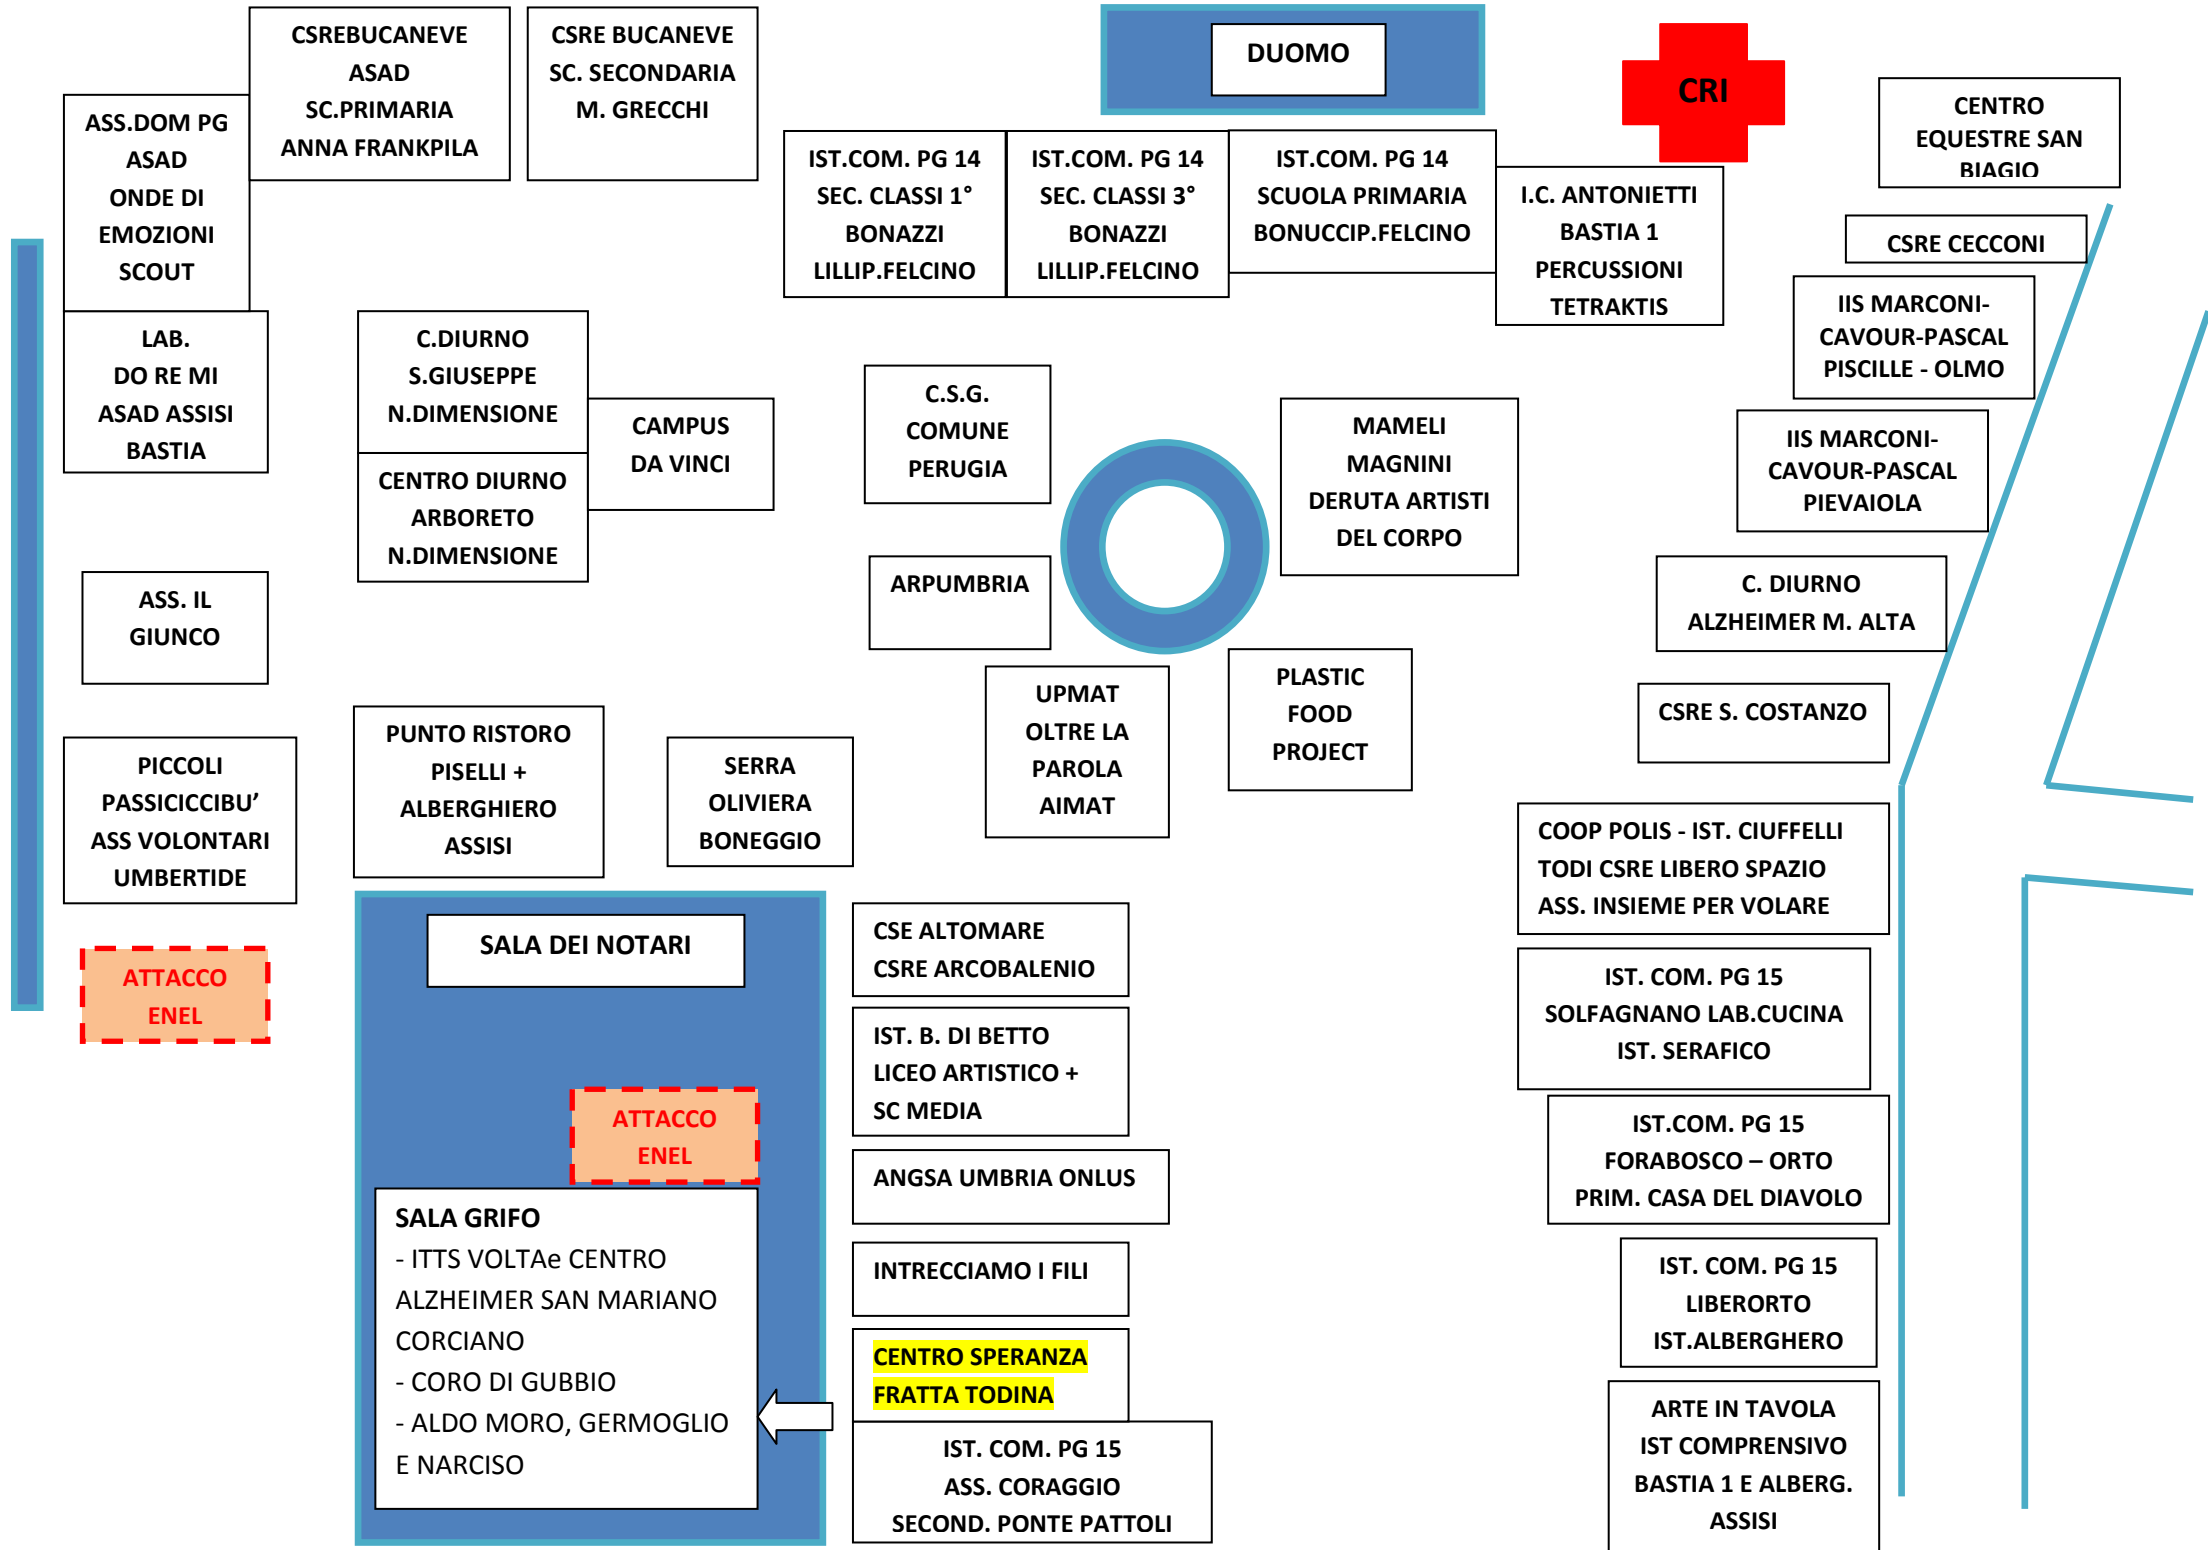 CSREBUCANEVE
ASAD
SC.PRIMARIA
ANNA FRANKPILA
CSRE BUCANEVE
SC. SECONDARIA
M. GRECCHI
DUOMO
CRI
CENTRO
EQUESTRE SAN
BIAGIO
ASS.DOM PG
ASAD
ONDE DI
EMOZIONI
SCOUT
IST.COM. PG 14
SEC. CLASSI 1°
BONAZZI
LILLIP.FELCINO
IST.COM. PG 14
SEC. CLASSI 3°
BONAZZI
LILLIP.FELCINO
IST.COM. PG 14
SCUOLA PRIMARIA
BONUCCIP.FELCINO
I.C. ANTONIETTI
BASTIA 1
PERCUSSIONI
TETRAKTIS
CSRE CECCONI
IIS MARCONI-
CAVOUR-PASCAL
PISCILLE - OLMO
LAB.
DO RE MI
ASAD ASSISI
BASTIA
C.DIURNO
S.GIUSEPPE
N.DIMENSIONE
CAMPUS
DA VINCI
C.S.G.
COMUNE
PERUGIA
MAMELI
MAGNINI
DERUTA ARTISTI
DEL CORPO
IIS MARCONI-
CAVOUR-PASCAL
PIEVAIOLA
CENTRO DIURNO
ARBORETO
N.DIMENSIONE
ASS. IL
GIUNCO
ARPUMBRIA
C. DIURNO
ALZHEIMER M. ALTA
UPMAT
OLTRE LA
PAROLA
AIMAT
PLASTIC
FOOD
PROJECT
CSRE S. COSTANZO
PICCOLI
PASSICICCIBU’
ASS VOLONTARI
UMBERTIDE
PUNTO RISTORO
PISELLI +
ALBERGHIERO
ASSISI
SERRA
OLIVIERA
BONEGGIO
COOP POLIS - IST. CIUFFELLI
TODI CSRE LIBERO SPAZIO
ASS. INSIEME PER VOLARE
ATTACCO
ENEL
SALA DEI NOTARI
CSE ALTOMARE
CSRE ARCOBALENIO
IST. COM. PG 15
SOLFAGNANO LAB.CUCINA
IST. SERAFICO
IST. B. DI BETTO
LICEO ARTISTICO +
SC MEDIA
ATTACCO
ENEL
IST.COM. PG 15
FORABOSCO – ORTO
PRIM. CASA DEL DIAVOLO
ANGSA UMBRIA ONLUS
SALA GRIFO
- ITTS VOLTAe CENTRO
ALZHEIMER SAN MARIANO
CORCIANO
- CORO DI GUBBIO
- ALDO MORO, GERMOGLIO
E NARCISO
INTRECCIAMO I FILI
IST. COM. PG 15
LIBERORTO
IST.ALBERGHERO
CENTRO SPERANZA
FRATTA TODINA
IST. COM. PG 15
ASS. CORAGGIO
SECOND. PONTE PATTOLI
ARTE IN TAVOLA
IST COMPRENSIVO
BASTIA 1 E ALBERG.
ASSISI